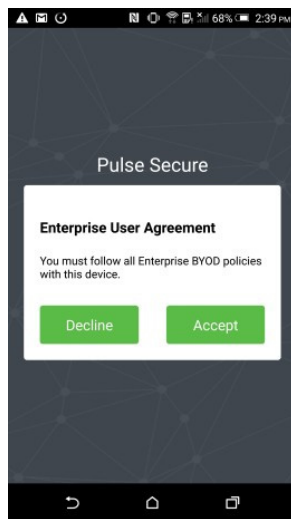 68% 2:39 PM
Pulse Secure
Enterprise User Agreement
You must follow all Enterprise BYOD policies
with this device.
Decline Accept